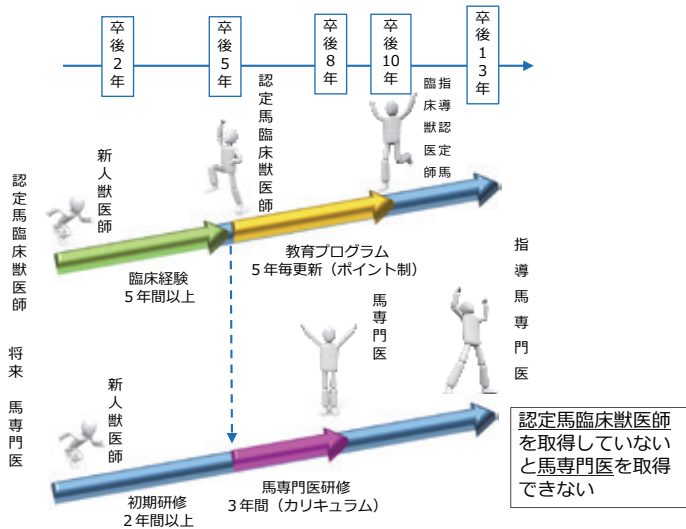 卒後2年
卒後5年
卒後8年
卒後10年
卒後13年
認定馬臨床獣医師
新人獣医師
認定馬臨床獣医師
指導認定馬
臨床獣医師
臨床経験
5年間以上
教育プログラム
5年毎更新(ポイント制)
将来 馬専門医
新人獣医師
馬専門医
指導馬専門医
初期研修
2年間以上
馬専門医研修
3年間(カリキュラム)
認定馬臨床獣医師
を取得していない
と馬専門医を取得
できない